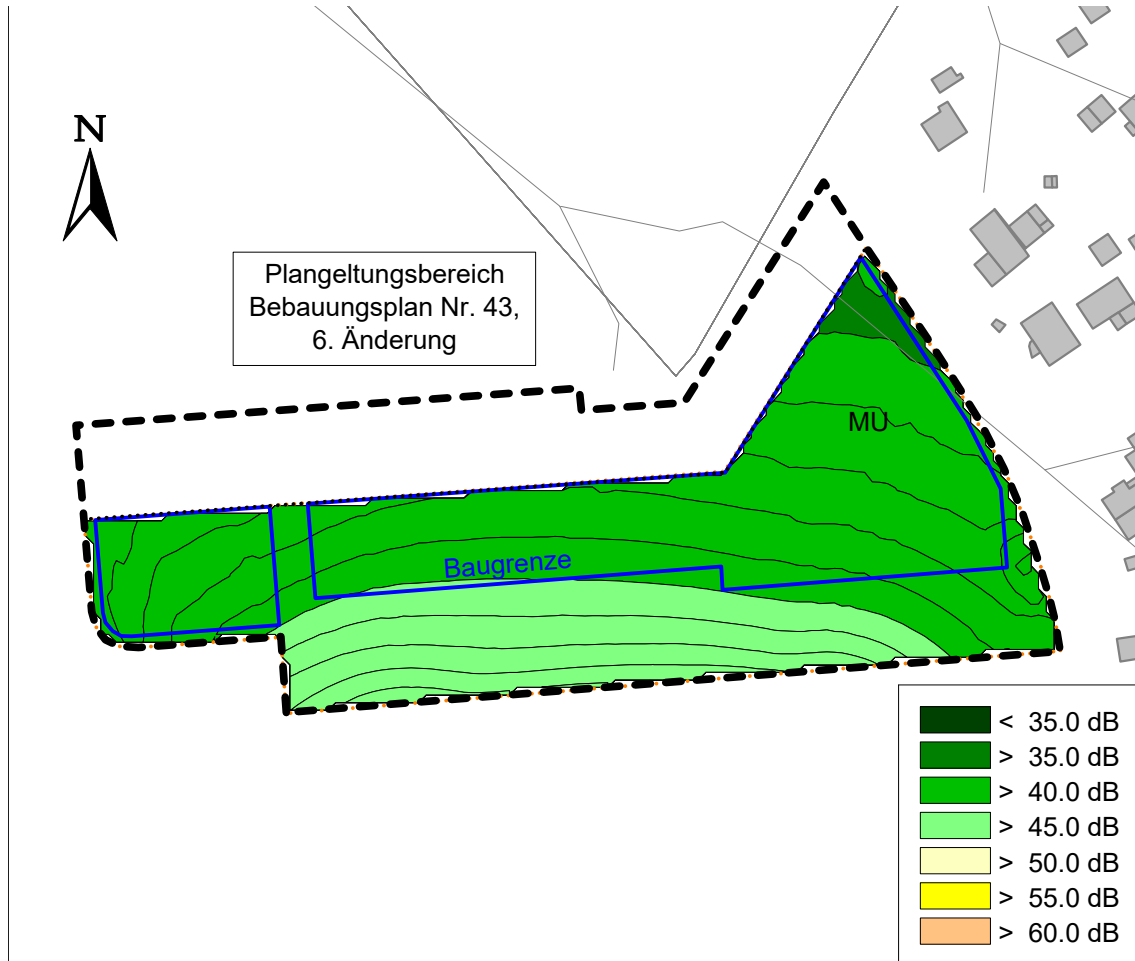 N
Plangeltungsbereich
Bebauungsplan Nr. 43,
6. Änderung
MU
Baugrenze
< 35.0 dB
> 35.0 dB
> 40.0 dB
> 45.0 dB
> 50.0 dB
> 55.0 dB
> 60.0 dB